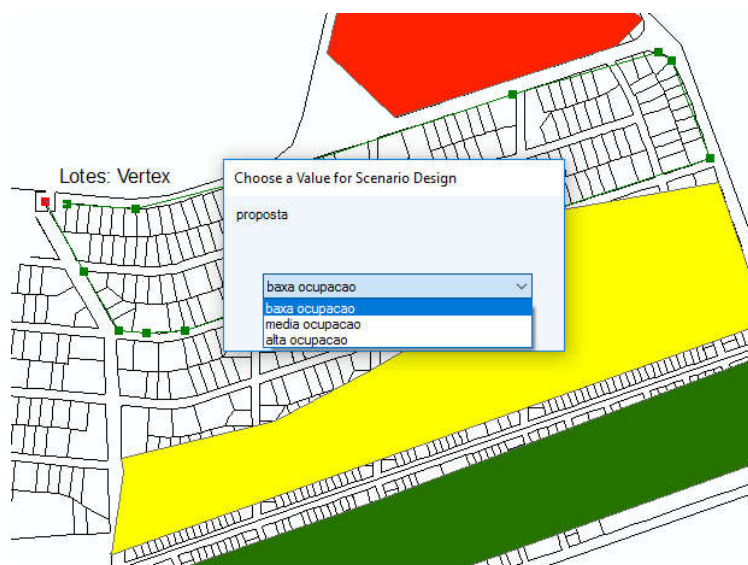 Lotes: Vertex
Choose a Value for Scenario Design
proposta
baxa ocupacao
baxa ocupacao
media ocupacao
alta ocupacao